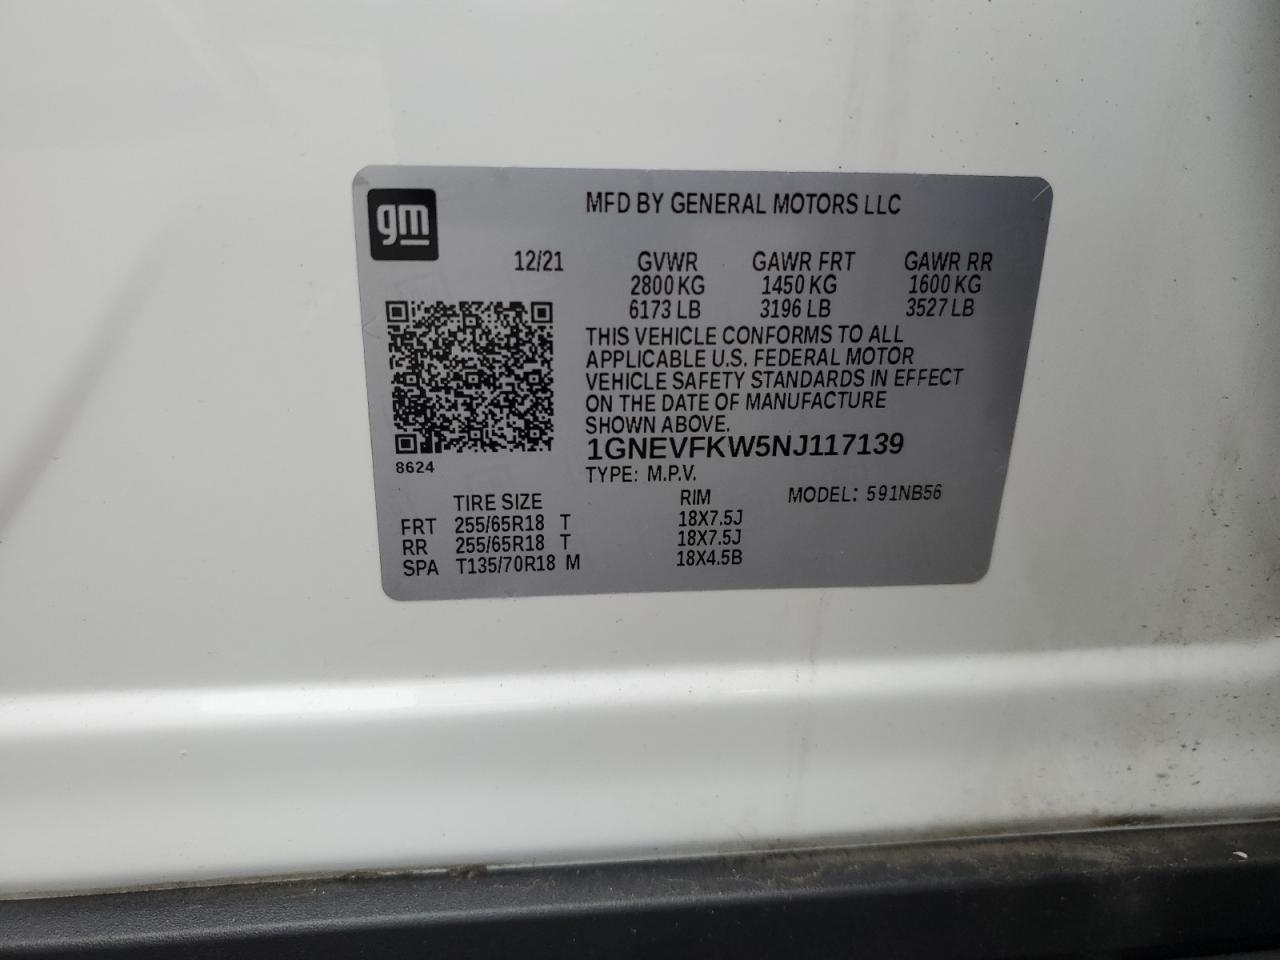 gm
MFD BY GENERAL MOTORS LLC
12/21 GVWR GAWR FRT GAWR RR
2800 KG 1450 KG 1600 KG
6173 LB 3196 LB 3527 LB
THIS VEHICLE CONFORMS TO ALL
APPLICABLE U.S. FEDERAL MOTOR
VEHICLE SAFETY STANDARDS IN EFFECT
ON THE DATE OF MANUFACTURE
SHOWN ABOVE.
1GNEVFKW5NJ117139
8624
TYPE: M.P.V.
TIRE SIZE RIM MODEL: 591NB56
FRT 255/65R18 T 18X7.5J
RR 255/65R18 T 18X7.5J
SPA T135/70R18 M 18X4.5B